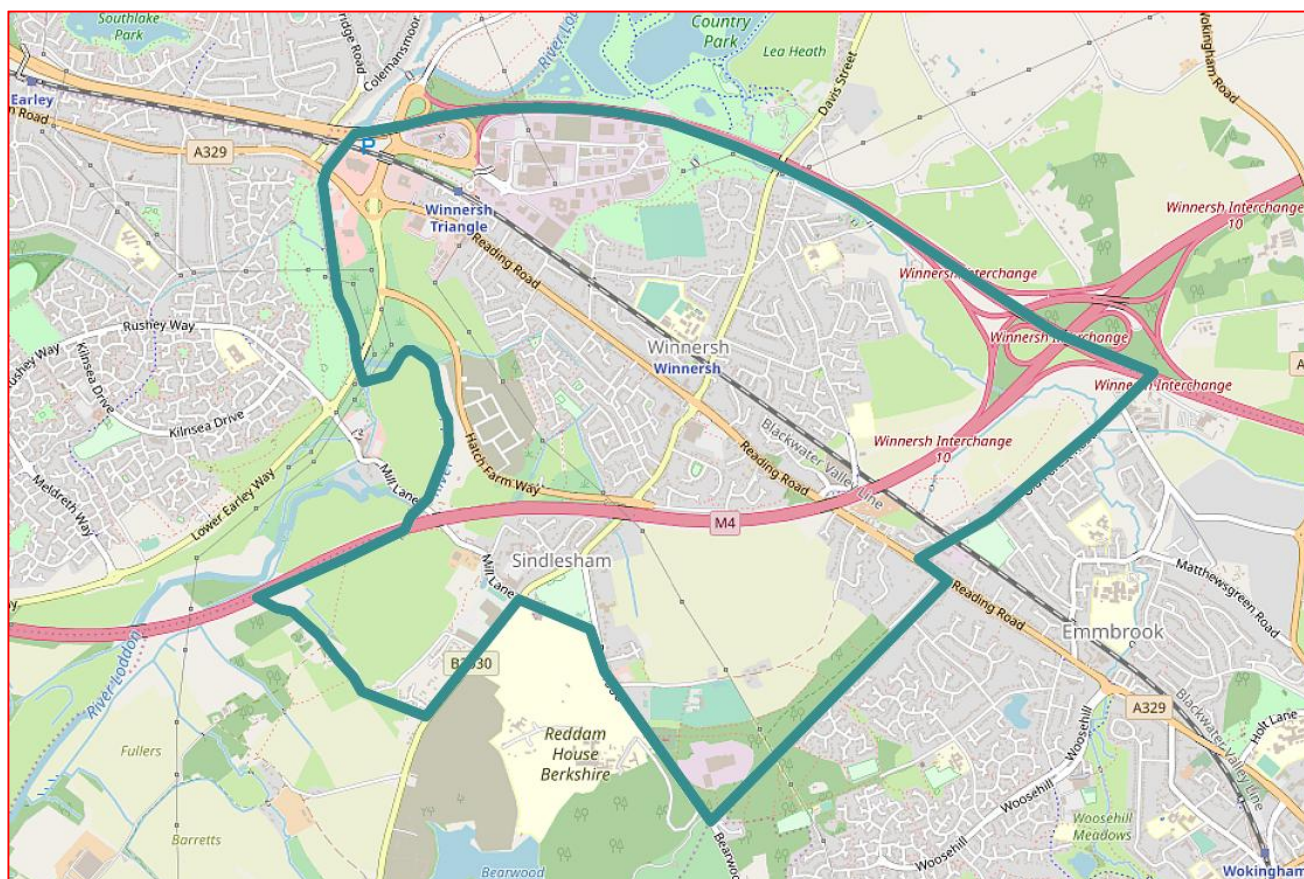 Southlake
Park
Colemansmoor
River Loddon
Country
Park
Lea Heath
Davis Street
Wokingham Road
Earley
A329
P
Winnersh
Triangle
Reading Road
Winnersh Interchange
10
Winnersh Interchange
Winnersh Interchange
Winnersh Interchange
Winnersh Interchange
10
Rushey Way
Rushey Way
Kilnsea Drive
Kilnsea Drive
Winnersh
Winnersh
Meldreth Way
Lower Earley Way
Mill Lane
River
Hatch Farm Way
Blackwater Valley Line
Reading Road
M4
Sindlesham
Mill Lane
Matthewsgreen Road
Reading Road
Emmbrook
River Loddon
Fullers
Barretts
Reddam
House
Berkshire
Bearwood
A329
Blackwater Valley Line
Holt Lane
Woosehill
Woosehill
Woosehill
Woosehill
Meadows
Wokingham